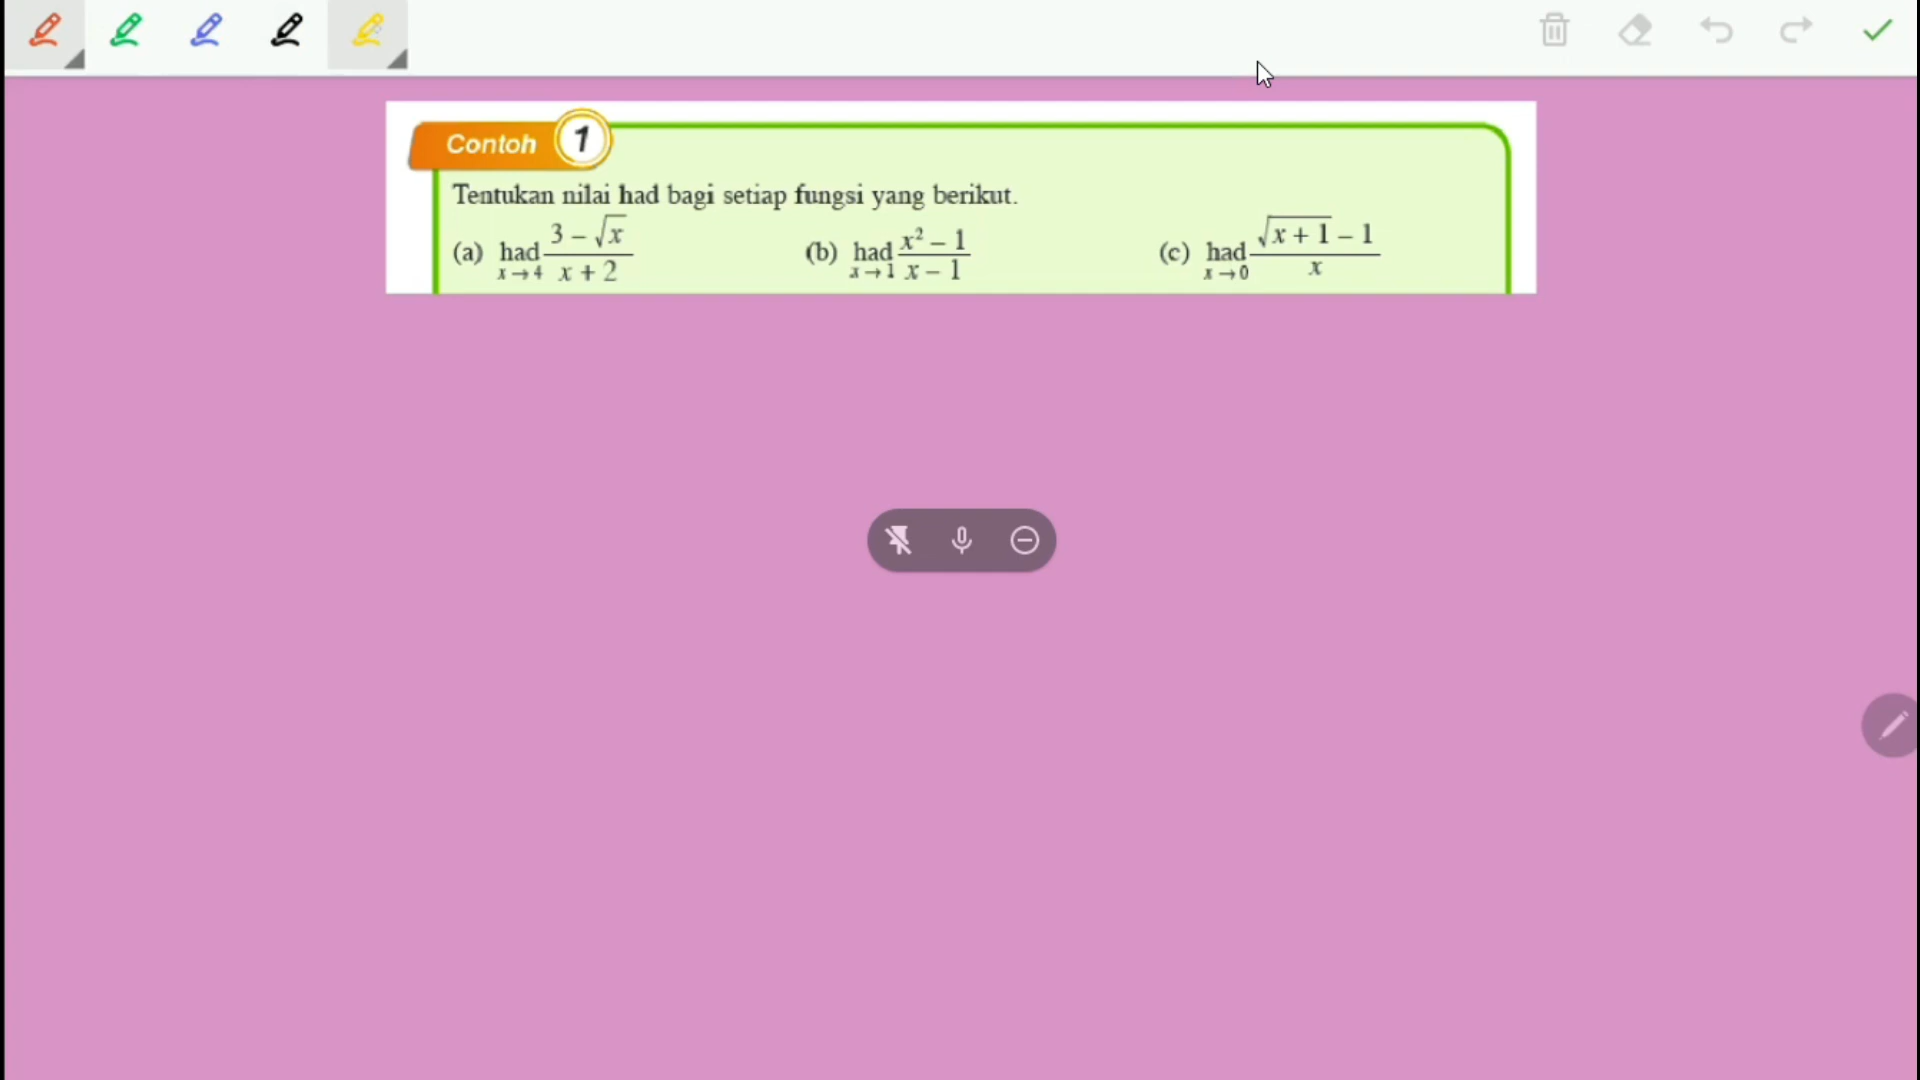 Contoh 1
Tentukan nilai had bagi setiap fungsi yang berikut.
(a) had x→4 (3 − √x)/(x + 2) (b) had x→1 (x² − 1)/(x − 1) (c) had x→0 (√(x + 1) − 1)/x